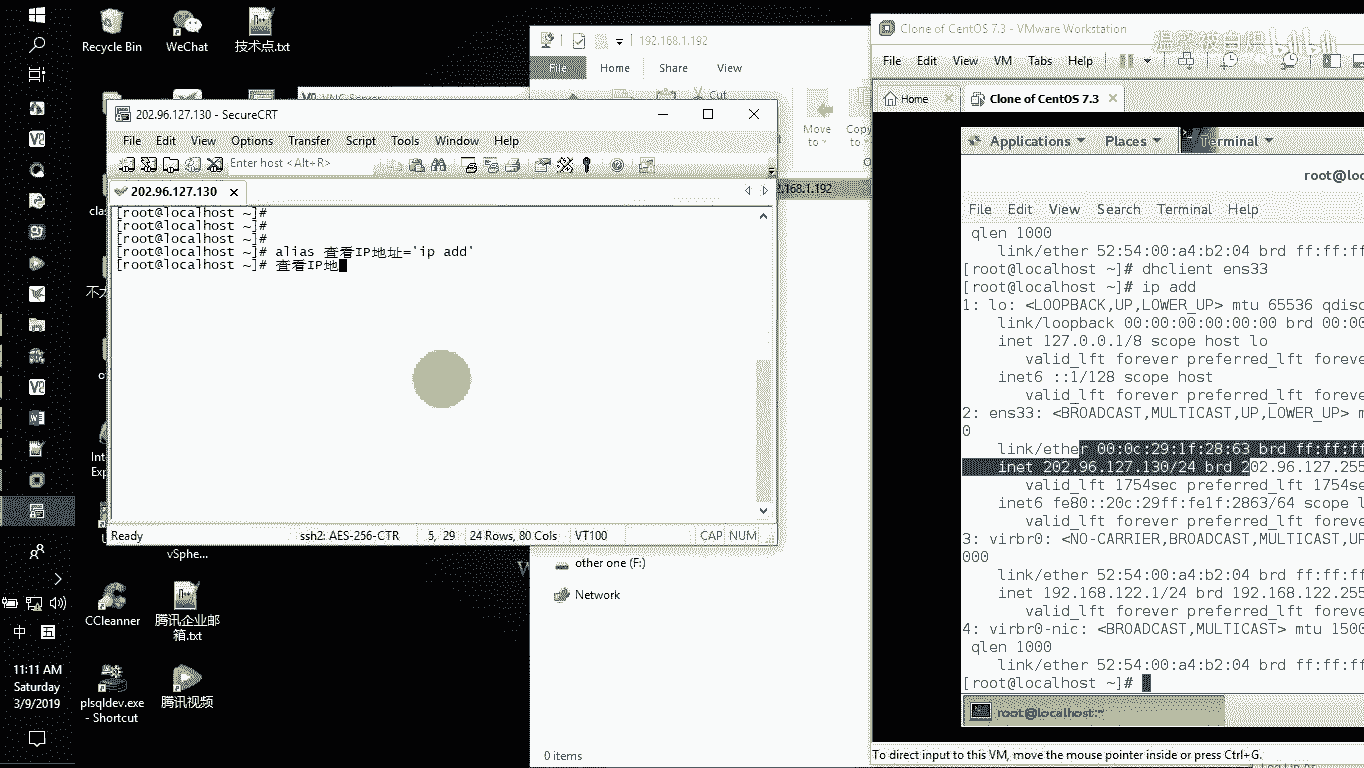 Recycle Bin
WeChat
技术点.txt
CCleanner
腾讯企业邮
箱.txt
plsqldev.exe
- Shortcut
腾讯视频
vSphe...
中
五
11:11 AM
Saturday
3/9/2019
192.168.1.192
File Home Share View
Cut
Move
to
Copy
other one (F:)
Network
0 items
202.96.127.130 - SecureCRT
File Edit View Options Transfer Script Tools Window Help
Enter host <Alt+R>
202.96.127.130
[root@localhost ~]#
[root@localhost ~]#
[root@localhost ~]#
[root@localhost ~]# alias 查看IP地址='ip add'
[root@localhost ~]# 查看IP地
Ready
ssh2: AES-256-CTR
5, 29
24 Rows, 80 Cols
VT100
CAP NUM
Clone of CentOS 7.3 - VMware Workstation
File Edit View VM Tabs Help
Home
Clone of CentOS 7.3
Applications Places Terminal
root@loc
File Edit View Search Terminal Help
qlen 1000
link/ether 52:54:00:a4:b2:04 brd ff:ff:ff
[root@localhost ~]# dhclient ens33
[root@localhost ~]# ip add
1: lo: <LOOPBACK,UP,LOWER_UP> mtu 65536 qdisc
link/loopback 00:00:00:00:00:00 brd 00:00
inet 127.0.0.1/8 scope host lo
valid_lft forever preferred_lft foreve
inet6 ::1/128 scope host
valid_lft forever preferred_lft foreve
2: ens33: <BROADCAST,MULTICAST,UP,LOWER_UP> m
0
link/ether 00:0c:29:1f:28:63 brd ff:ff:ff
inet 202.96.127.130/24 brd 202.96.127.255
valid_lft 1754sec preferred_lft 1754se
inet6 fe80::20c:29ff:fe1f:2863/64 scope l
valid_lft forever preferred_lft foreve
3: virbr0: <NO-CARRIER,BROADCAST,MULTICAST,UP
000
link/ether 52:54:00:a4:b2:04 brd ff:ff:ff
inet 192.168.122.1/24 brd 192.168.122.255
valid_lft forever preferred_lft foreve
4: virbr0-nic: <BROADCAST,MULTICAST> mtu 1500
qlen 1000
link/ether 52:54:00:a4:b2:04 brd ff:ff:ff
[root@localhost ~]#
root@localhost:~
To direct input to this VM, move the mouse pointer inside or press Ctrl+G.